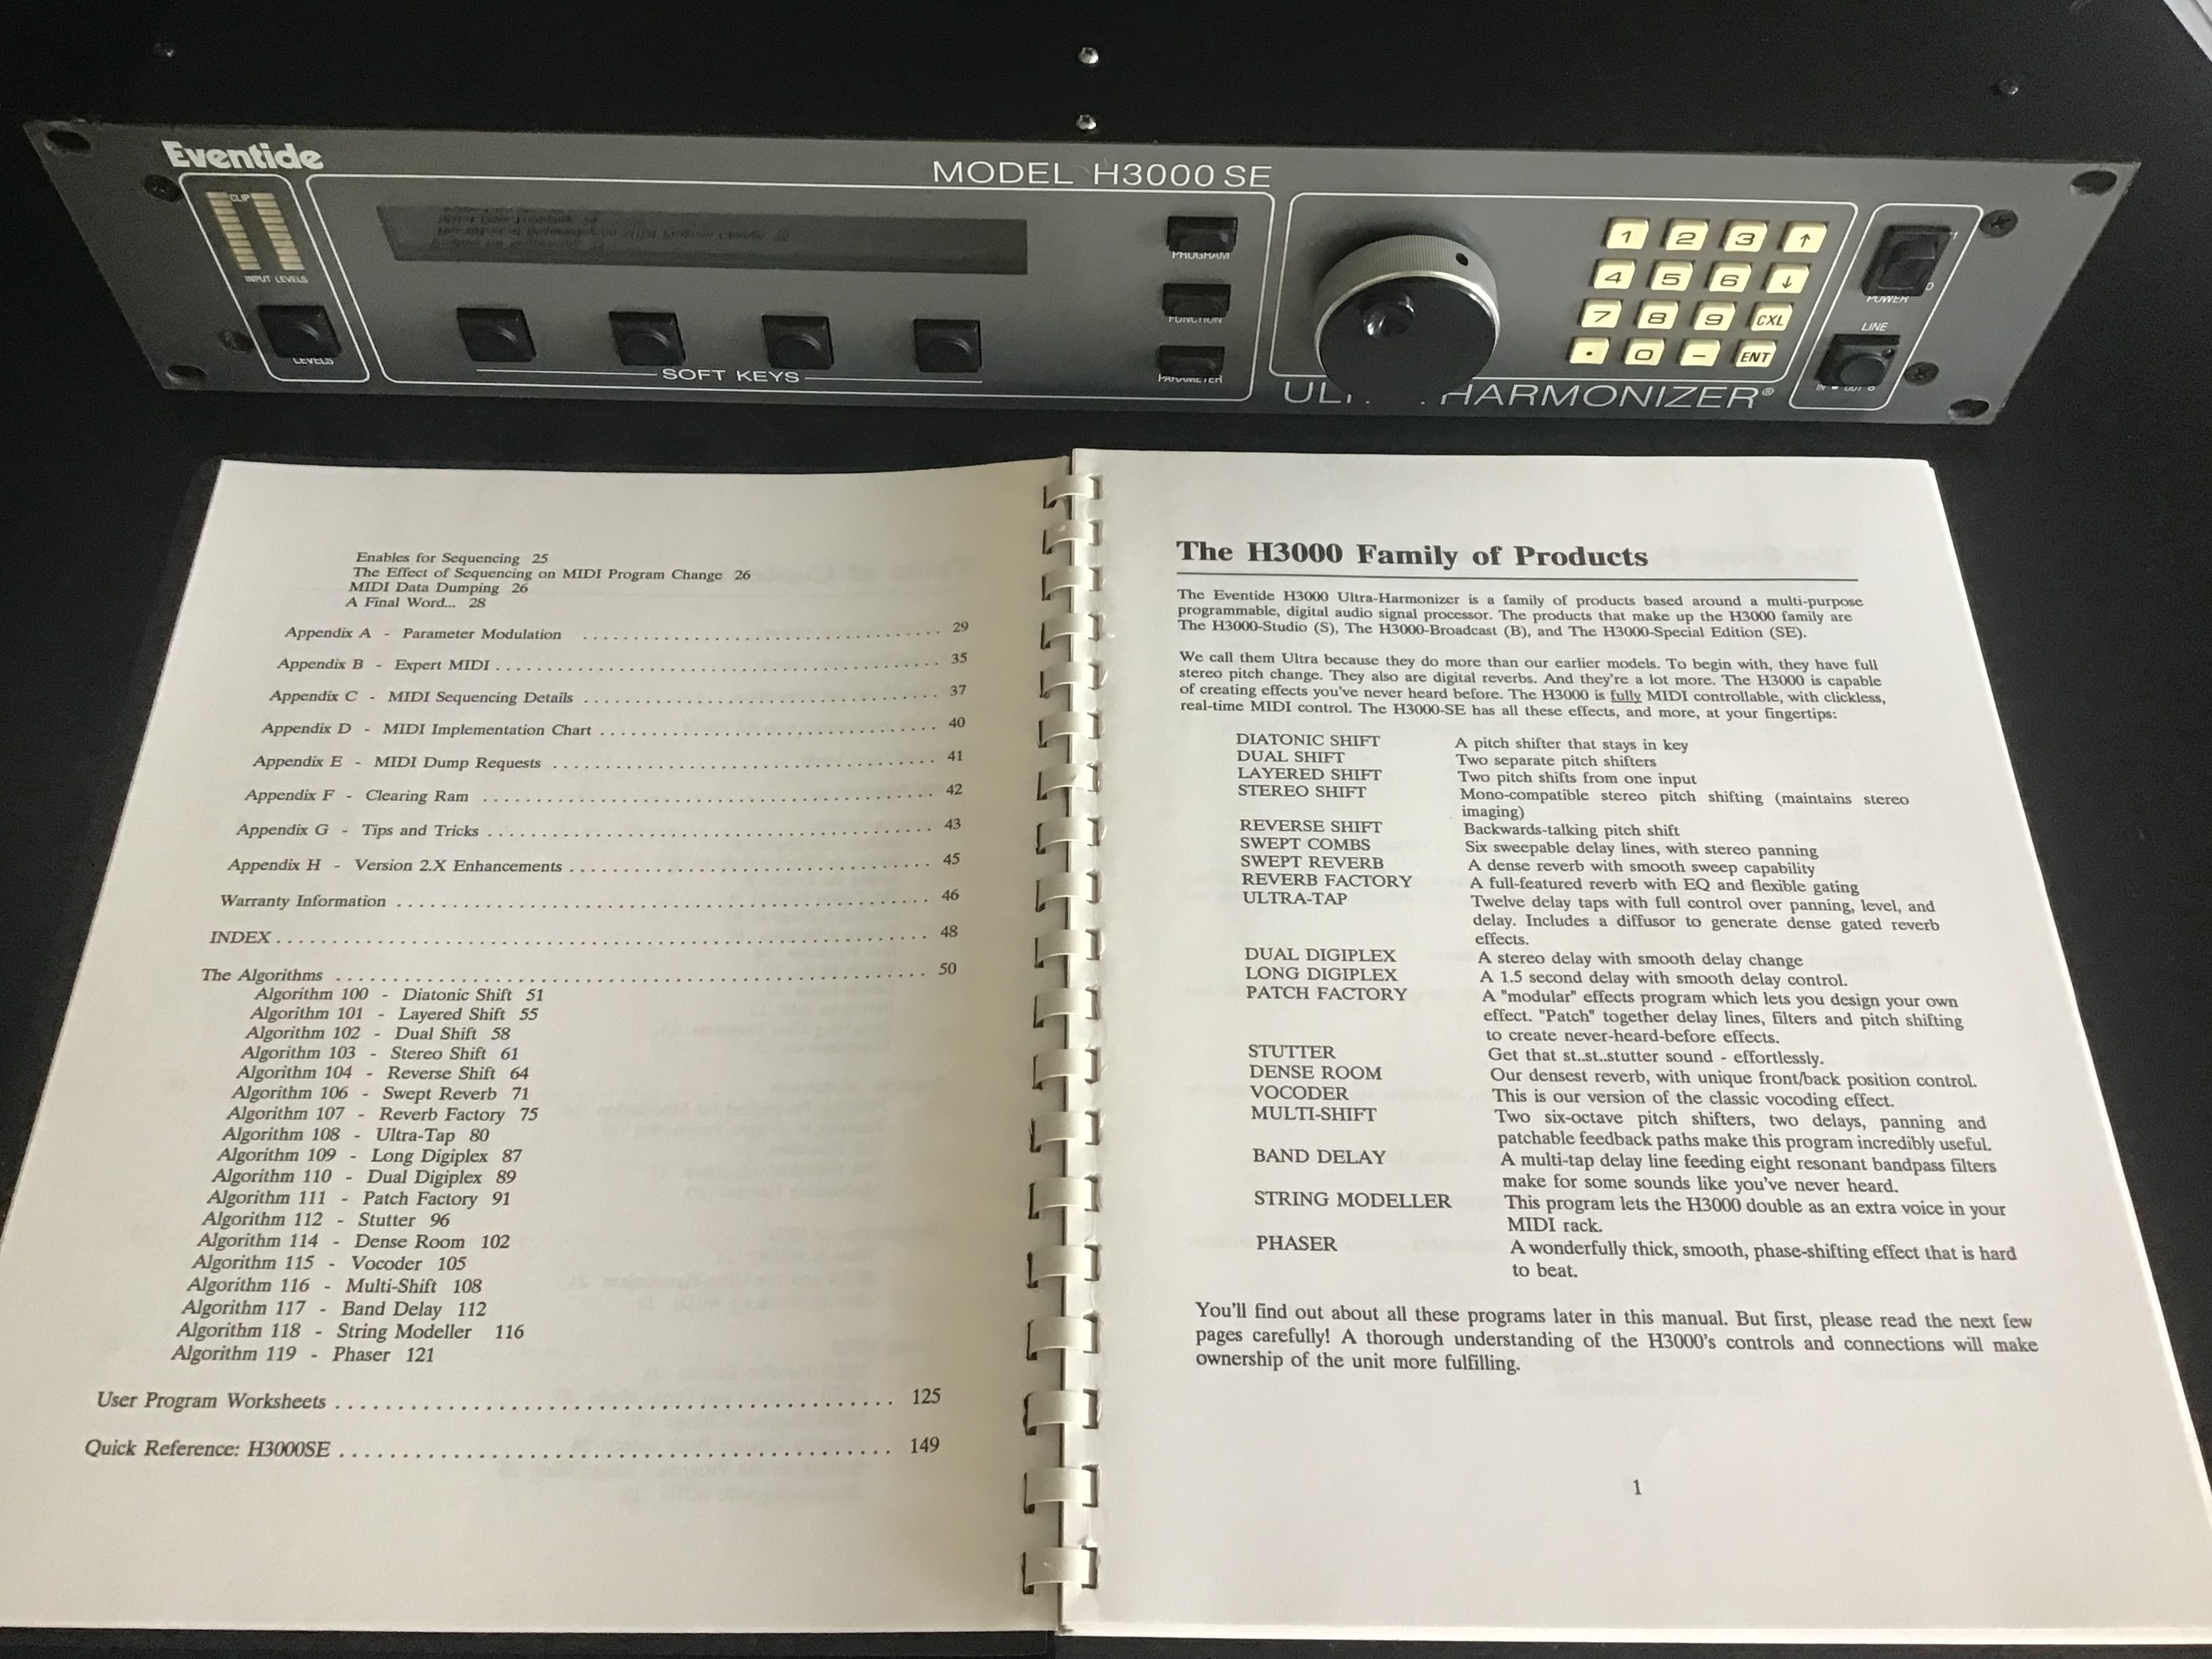 Eventide
MODEL H3000 SE
CLIP
INPUT LEVELS
LEVELS
SOFT KEYS
PROGRAM
FUNCTION
PARAMETER
1 2 3 ↑
4 5 6 ↓
7 8 9 CXL
. 0 − ENT
HARMONIZER®
POWER
LINE
IN OUT
Enables for Sequencing 25
The Effect of Sequencing on MIDI Program Change 26
MIDI Data Dumping 26
A Final Word... 28
Appendix A - Parameter Modulation ........................................ 29
Appendix B - Expert MIDI ........................................ 35
Appendix C - MIDI Sequencing Details ........................................ 37
Appendix D - MIDI Implementation Chart ........................................ 40
Appendix E - MIDI Dump Requests ........................................ 41
Appendix F - Clearing Ram ........................................ 42
Appendix G - Tips and Tricks ........................................ 43
Appendix H - Version 2.X Enhancements ........................................ 45
Warranty Information ........................................ 46
INDEX ........................................ 48
The Algorithms ........................................ 50
Algorithm 100 - Diatonic Shift 51
Algorithm 101 - Layered Shift 55
Algorithm 102 - Dual Shift 58
Algorithm 103 - Stereo Shift 61
Algorithm 104 - Reverse Shift 64
Algorithm 106 - Swept Reverb 71
Algorithm 107 - Reverb Factory 75
Algorithm 108 - Ultra-Tap 80
Algorithm 109 - Long Digiplex 87
Algorithm 110 - Dual Digiplex 89
Algorithm 111 - Patch Factory 91
Algorithm 112 - Stutter 96
Algorithm 114 - Dense Room 102
Algorithm 115 - Vocoder 105
Algorithm 116 - Multi-Shift 108
Algorithm 117 - Band Delay 112
Algorithm 118 - String Modeller 116
Algorithm 119 - Phaser 121
User Program Worksheets ........................................ 125
Quick Reference: H3000SE ........................................ 149
The H3000 Family of Products
The Eventide H3000 Ultra-Harmonizer is a family of products based around a multi-purpose
programmable, digital audio signal processor. The products that make up the H3000 family are
The H3000-Studio (S), The H3000-Broadcast (B), and The H3000-Special Edition (SE).
We call them Ultra because they do more than our earlier models. To begin with, they have full
stereo pitch change. They also are digital reverbs. And they're a lot more. The H3000 is capable
of creating effects you've never heard before. The H3000 is fully MIDI controllable, with clickless,
real-time MIDI control. The H3000-SE has all these effects, and more, at your fingertips:
DIATONIC SHIFT A pitch shifter that stays in key
DUAL SHIFT Two separate pitch shifters
LAYERED SHIFT Two pitch shifts from one input
STEREO SHIFT Mono-compatible stereo pitch shifting (maintains stereo
imaging)
REVERSE SHIFT Backwards-talking pitch shift
SWEPT COMBS Six sweepable delay lines, with stereo panning
SWEPT REVERB A dense reverb with smooth sweep capability
REVERB FACTORY A full-featured reverb with EQ and flexible gating
ULTRA-TAP Twelve delay taps with full control over panning, level, and
delay. Includes a diffusor to generate dense gated reverb
effects.
DUAL DIGIPLEX A stereo delay with smooth delay change
LONG DIGIPLEX A 1.5 second delay with smooth delay control.
PATCH FACTORY A "modular" effects program which lets you design your own
effect. "Patch" together delay lines, filters and pitch shifting
to create never-heard-before effects.
STUTTER Get that st..st..stutter sound - effortlessly.
DENSE ROOM Our densest reverb, with unique front/back position control.
VOCODER This is our version of the classic vocoding effect.
MULTI-SHIFT Two six-octave pitch shifters, two delays, panning and
patchable feedback paths make this program incredibly useful.
BAND DELAY A multi-tap delay line feeding eight resonant bandpass filters
make for some sounds like you've never heard.
STRING MODELLER This program lets the H3000 double as an extra voice in your
MIDI rack.
PHASER A wonderfully thick, smooth, phase-shifting effect that is hard
to beat.
You'll find out about all these programs later in this manual. But first, please read the next few
pages carefully! A thorough understanding of the H3000's controls and connections will make
ownership of the unit more fulfilling.
1